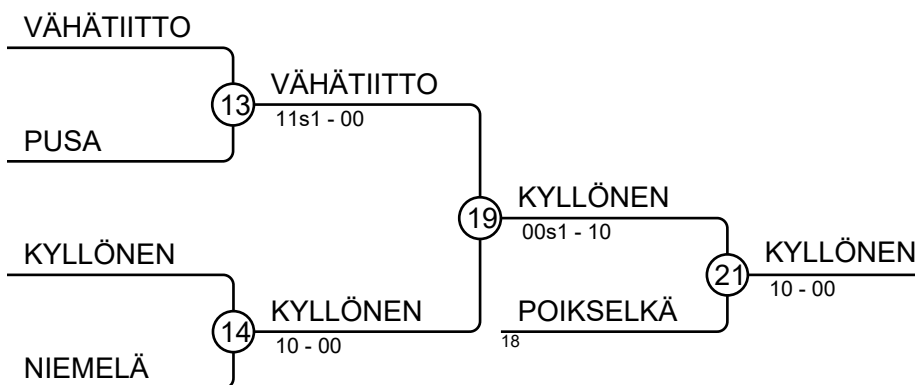 VÄHÄTIITTO
13
VÄHÄTIITTO
11s1 - 00
PUSA
19
KYLLÖNEN
00s1 - 10
KYLLÖNEN
14
KYLLÖNEN
10 - 00
NIEMELÄ
21
KYLLÖNEN
10 - 00
POIKSELKÄ
18